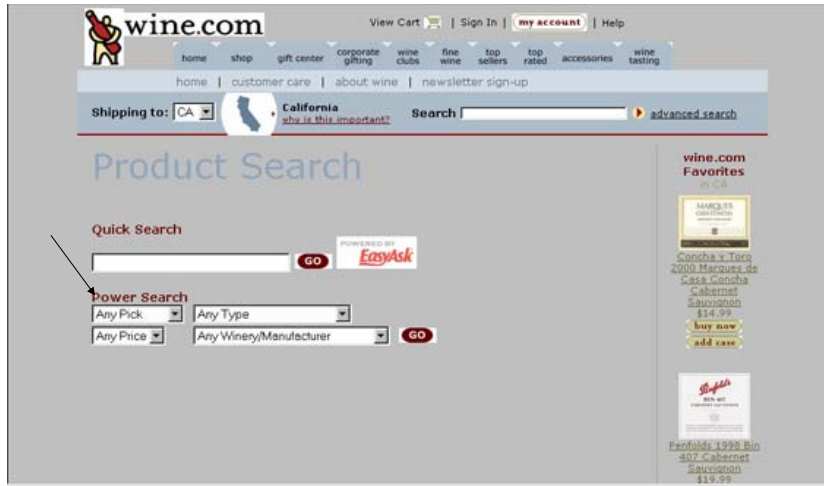 wine.com
View Cart | Sign In | my account | Help
home shop gift center corporate gifting wine clubs fine wine top sellers top rated accessories wine tasting
home | customer care | about wine | newsletter sign-up
Shipping to: CA California
why is this important?
Search advanced search
Product Search
Quick Search
GO
POWERED BY
EasyAsk
Power Search
Any Pick Any Type
Any Price Any Winery/Manufacturer GO
wine.com
Favorites
in CA
MARQUES
Concha y Toro
2000 Marques de
Casa Concha
Cabernet
Sauvignon
$14.99
buy now
add case
Penfolds
BIN 407
Penfolds 1998 Bin
407 Cabernet
Sauvignon
$19.99